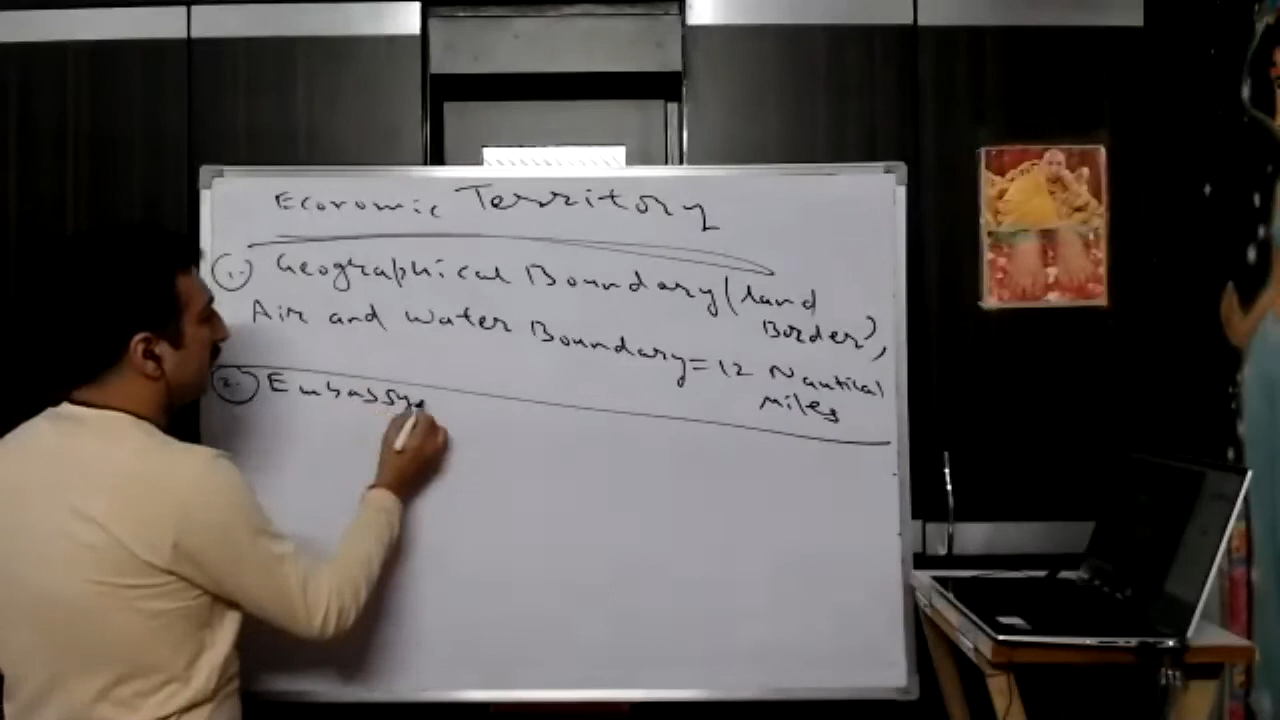 Economic Territory
1. Geographical Boundary (land Border),
Air and Water Boundary = 12 Nautical Miles
2. Embassy